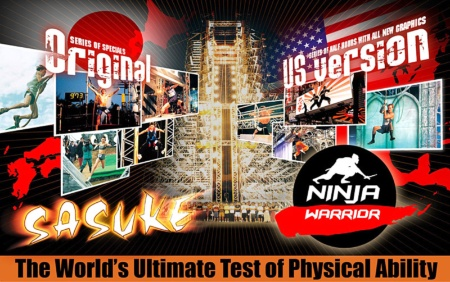 SERIES OF SPECIALS
Original
SERIES OF HALF HOURS WITH ALL NEW GRAPHICS
US version
SASUKE
NINJA
WARRIOR
The World's Ultimate Test of Physical Ability